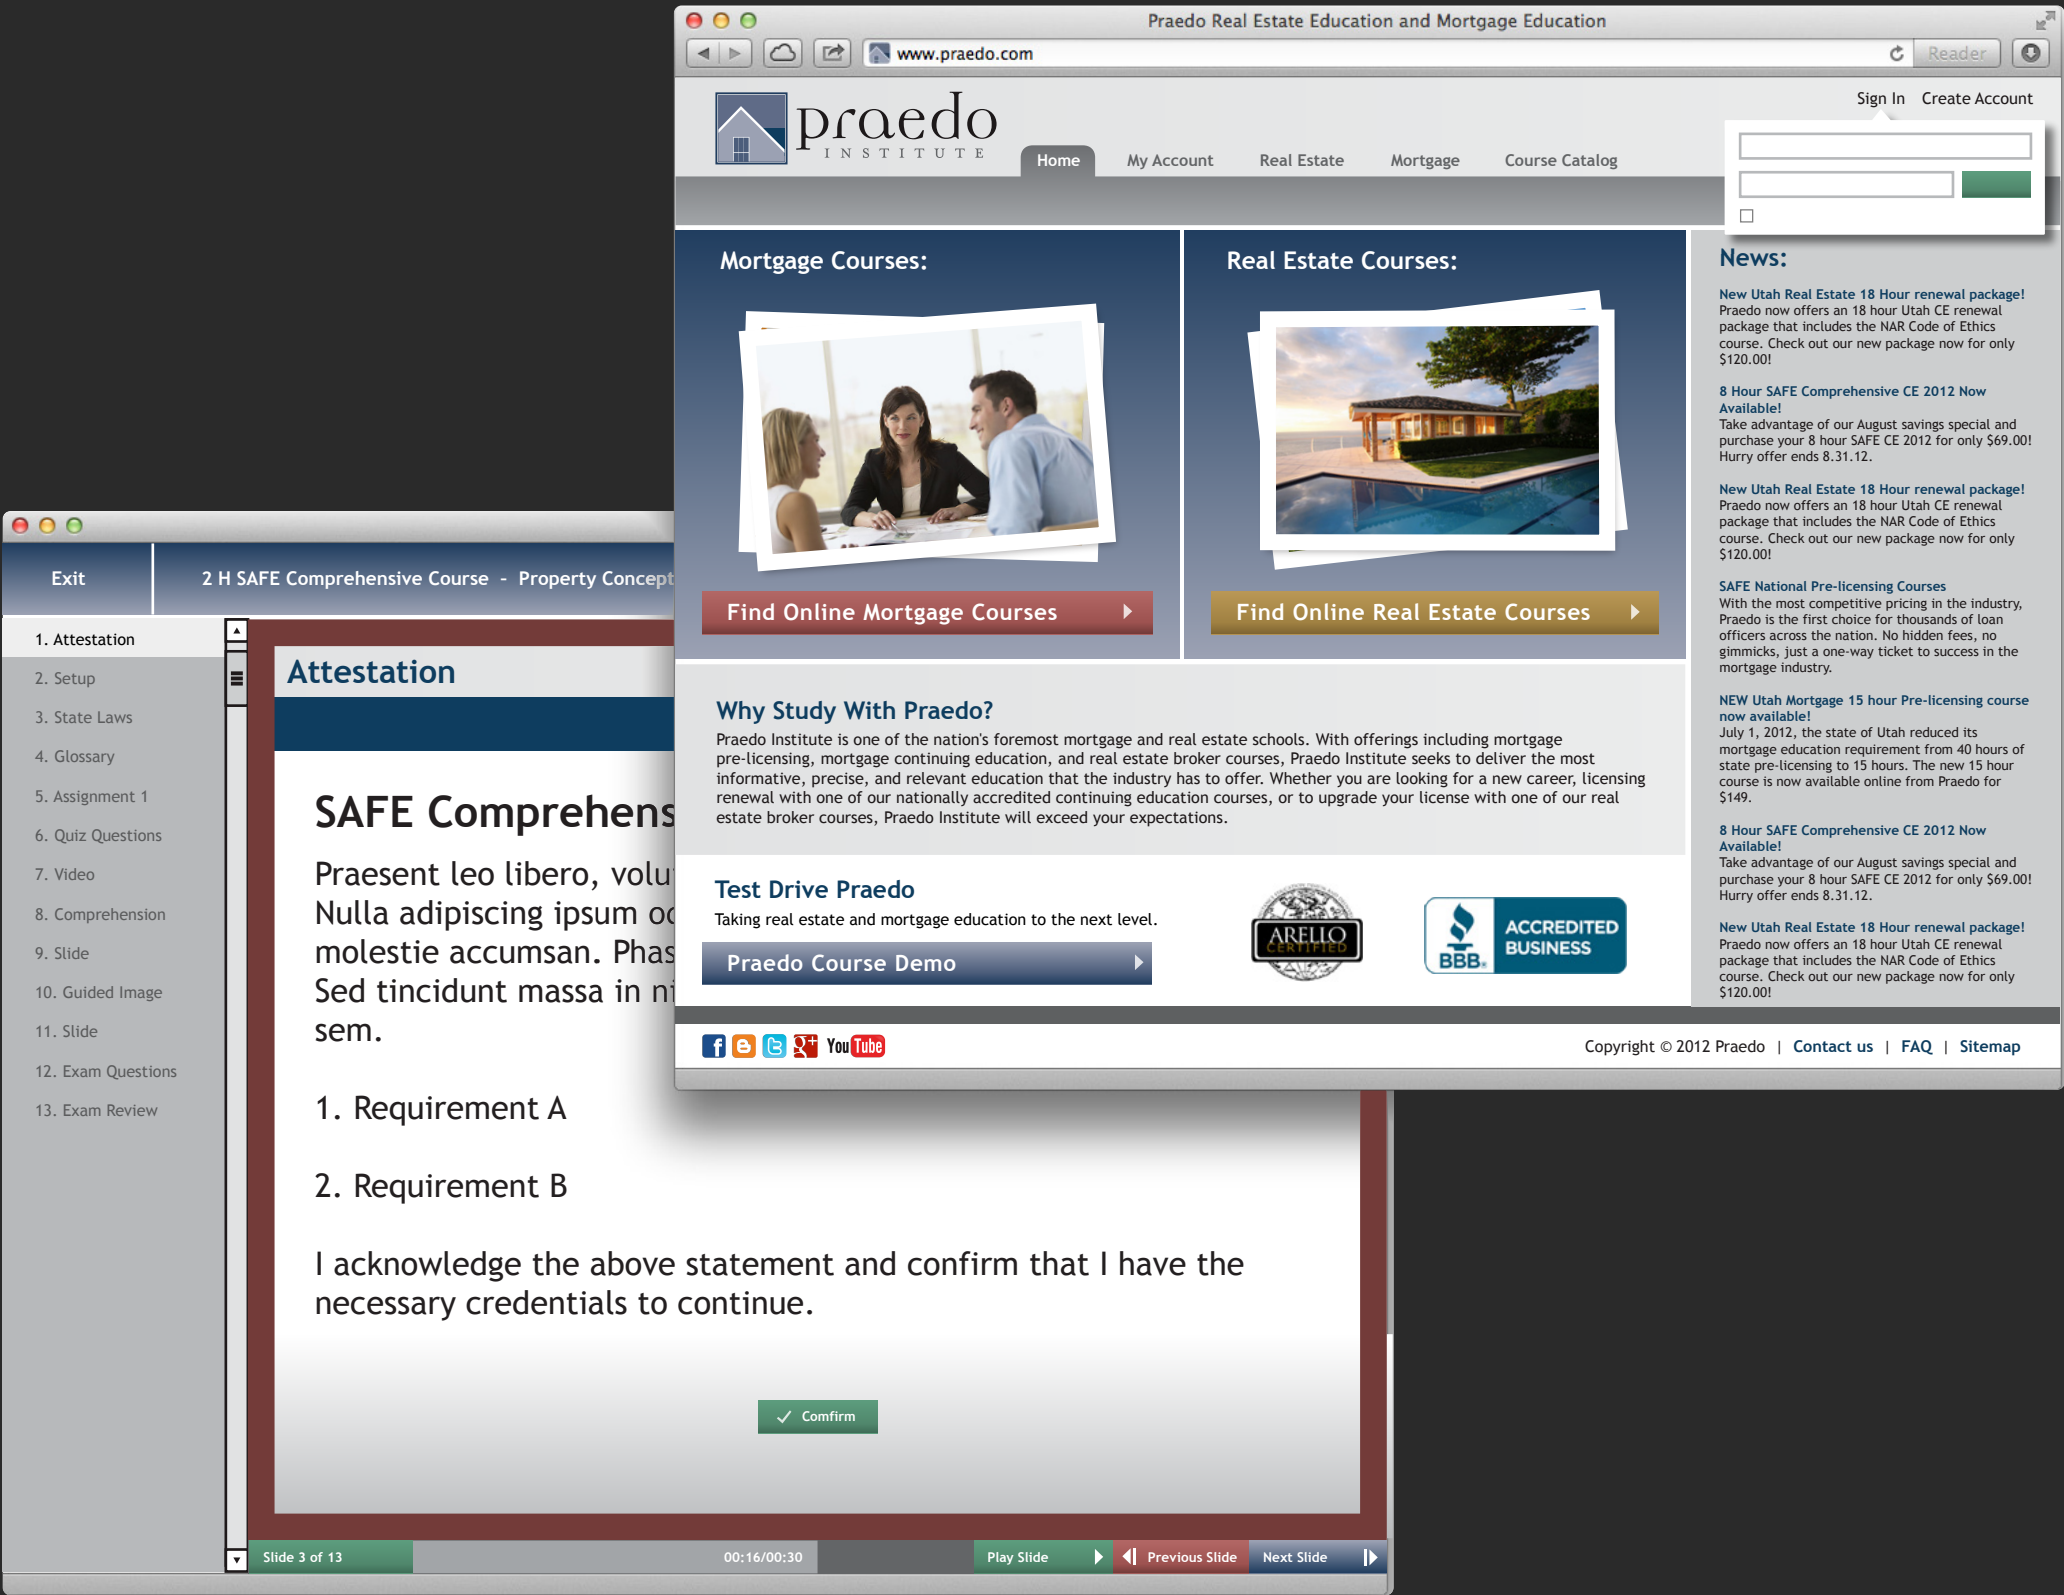 Praedo Real Estate Education and Mortgage Education
www.praedo.com
Reader
praedo
INSTITUTE
Sign In Create Account
Home My Account Real Estate Mortgage Course Catalog
Mortgage Courses:
Find Online Mortgage Courses
Real Estate Courses:
Find Online Real Estate Courses
News:
New Utah Real Estate 18 Hour renewal package!
Praedo now offers an 18 hour Utah CE renewal
package that includes the NAR Code of Ethics
course. Check out our new package now for only
$120.00!
8 Hour SAFE Comprehensive CE 2012 Now
Available!
Take advantage of our August savings special and
purchase your 8 hour SAFE CE 2012 for only $69.00!
Hurry offer ends 8.31.12.
New Utah Real Estate 18 Hour renewal package!
Praedo now offers an 18 hour Utah CE renewal
package that includes the NAR Code of Ethics
course. Check out our new package now for only
$120.00!
SAFE National Pre-licensing Courses
With the most competitive pricing in the industry,
Praedo is the first choice for thousands of loan
officers across the nation. No hidden fees, no
gimmicks, just a one-way ticket to success in the
mortgage industry.
NEW Utah Mortgage 15 hour Pre-licensing course
now available!
July 1, 2012, the state of Utah reduced its
mortgage education requirement from 40 hours of
state pre-licensing to 15 hours. The new 15 hour
course is now available online from Praedo for
$149.
8 Hour SAFE Comprehensive CE 2012 Now
Available!
Take advantage of our August savings special and
purchase your 8 hour SAFE CE 2012 for only $69.00!
Hurry offer ends 8.31.12.
New Utah Real Estate 18 Hour renewal package!
Praedo now offers an 18 hour Utah CE renewal
package that includes the NAR Code of Ethics
course. Check out our new package now for only
$120.00!
Why Study With Praedo?
Praedo Institute is one of the nation's foremost mortgage and real estate schools. With offerings including mortgage
pre-licensing, mortgage continuing education, and real estate broker courses, Praedo Institute seeks to deliver the most
informative, precise, and relevant education that the industry has to offer. Whether you are looking for a new career, licensing
renewal with one of our nationally accredited continuing education courses, or to upgrade your license with one of our real
estate broker courses, Praedo Institute will exceed your expectations.
Test Drive Praedo
Taking real estate and mortgage education to the next level.
Praedo Course Demo
ARELLO
CERTIFIED
BBB.
ACCREDITED
BUSINESS
f B t g+ YouTube
Copyright © 2012 Praedo | Contact us | FAQ | Sitemap
Exit
2 H SAFE Comprehensive Course - Property Concept
1. Attestation
2. Setup
3. State Laws
4. Glossary
5. Assignment 1
6. Quiz Questions
7. Video
8. Comprehension
9. Slide
10. Guided Image
11. Slide
12. Exam Questions
13. Exam Review
Attestation
SAFE Comprehens
Praesent leo libero, volu
Nulla adipiscing ipsum
molestie accumsan. Phas
Sed tincidunt massa in
sem.
1. Requirement A
2. Requirement B
I acknowledge the above statement and confirm that I have the
necessary credentials to continue.
Comfirm
Slide 3 of 13
00:16/00:30
Play Slide
Previous Slide
Next Slide